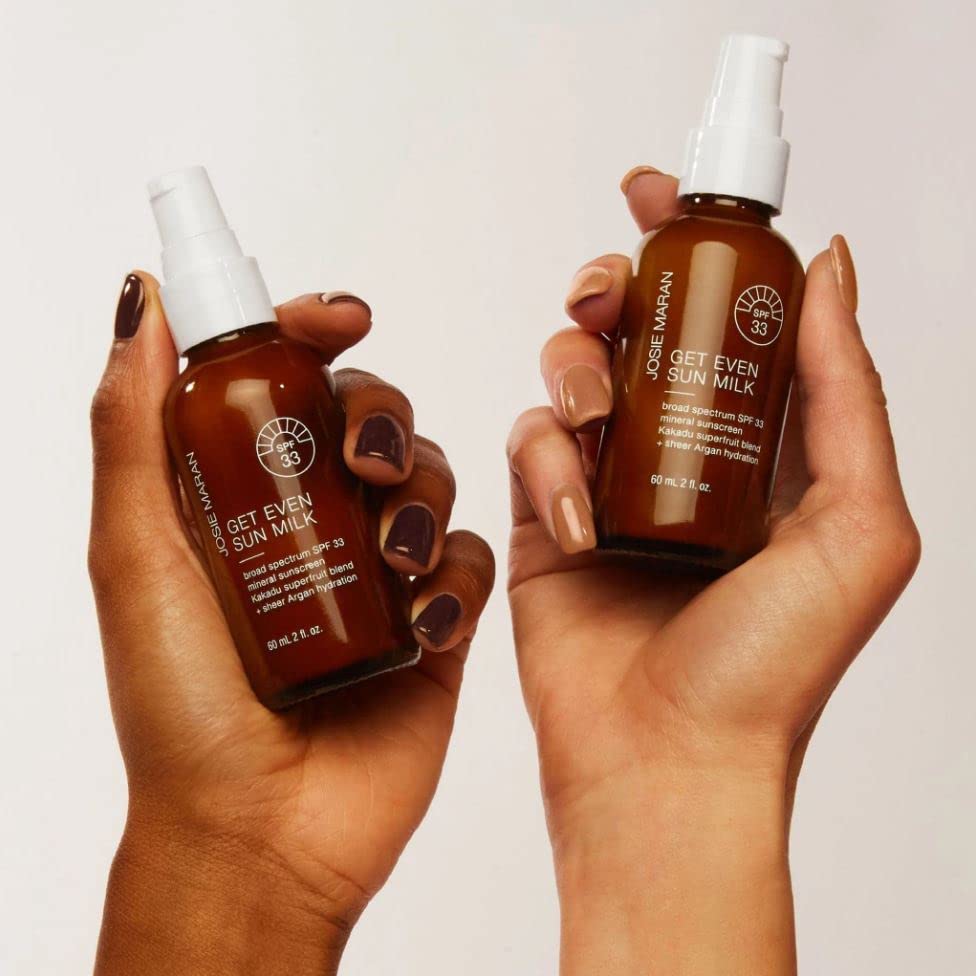 JOSIE MARAN
SPF
33
GET EVEN
SUN MILK
broad spectrum SPF 33
mineral sunscreen
Kakadu superfruit blend
+ sheer Argan hydration
60 mL 2 fl. oz.
JOSIE MARAN
SPF
33
GET EVEN
SUN MILK
broad spectrum SPF 33
mineral sunscreen
Kakadu superfruit blend
+ sheer Argan hydration
60 mL 2 fl. oz.